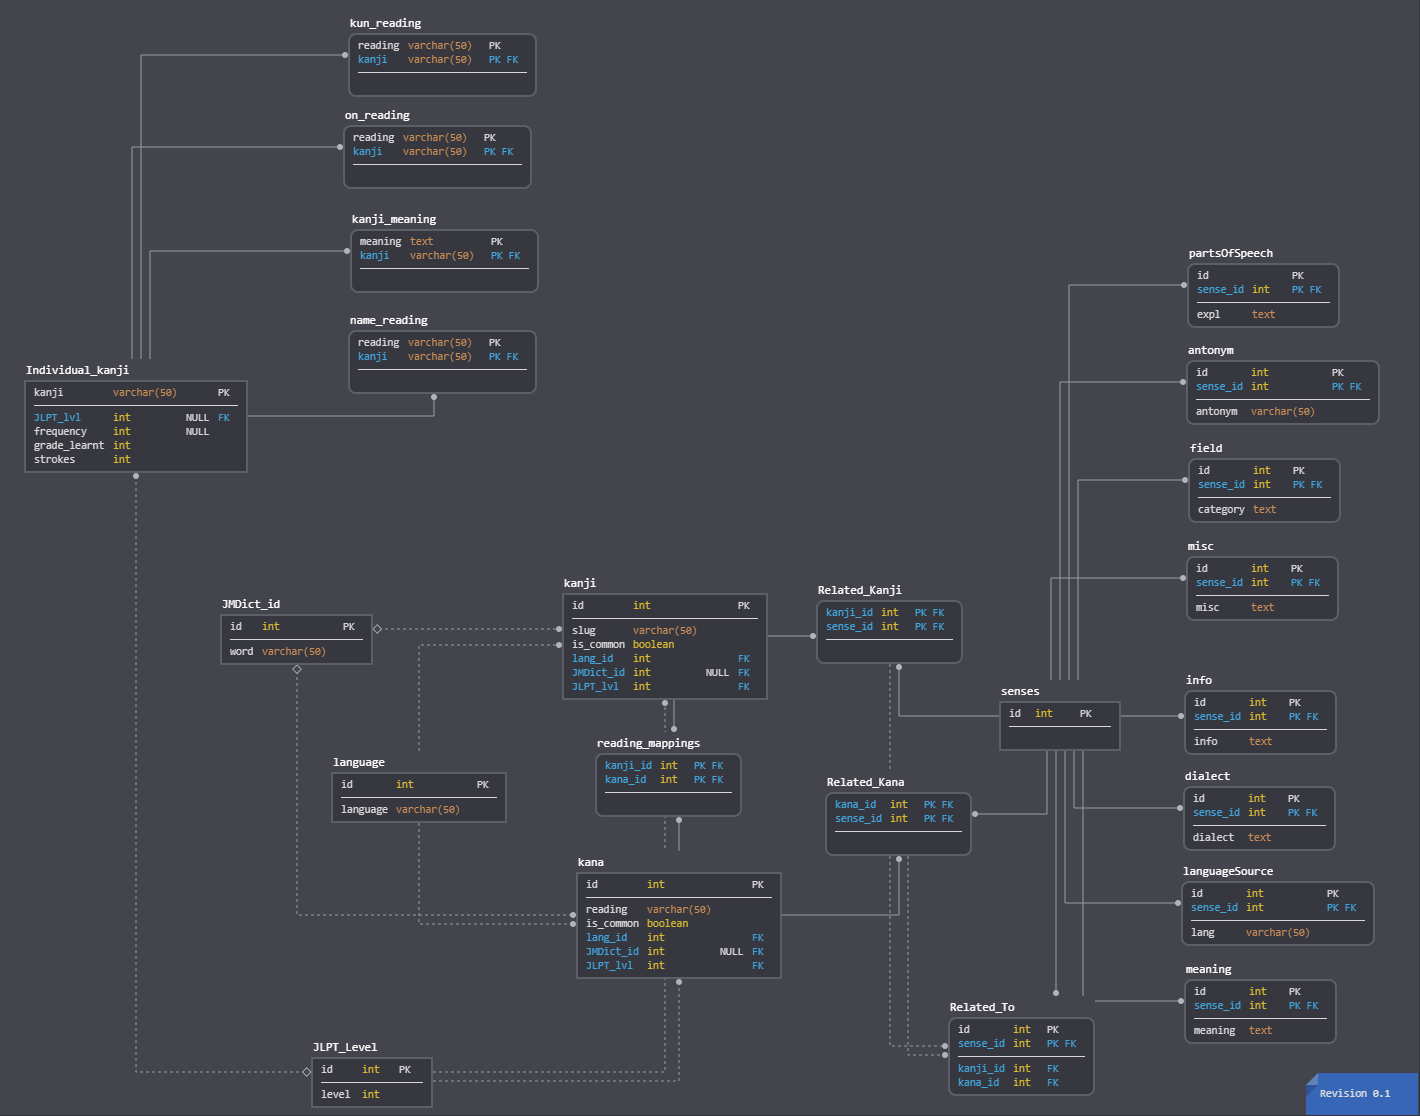 kun_reading
reading varchar(50) PK
kanji varchar(50) PK FK
on_reading
reading varchar(50) PK
kanji varchar(50) PK FK
kanji_meaning
meaning text PK
kanji varchar(50) PK FK
name_reading
reading varchar(50) PK
kanji varchar(50) PK FK
Individual_kanji
kanji varchar(50) PK
JLPT_lvl int NULL FK
frequency int NULL
grade_learnt int
strokes int
partsOfSpeech
id PK
sense_id int PK FK
expl text
antonym
id int PK
sense_id int PK FK
antonym varchar(50)
field
id int PK
sense_id int PK FK
category text
misc
id int PK
sense_id int PK FK
misc text
JMDict_id
id int PK
word varchar(50)
kanji
id int PK
slug varchar(50)
is_common boolean
lang_id int FK
JMDict_id int NULL FK
JLPT_lvl int FK
Related_Kanji
kanji_id int PK FK
sense_id int PK FK
senses
id int PK
info
id int PK
sense_id int PK FK
info text
reading_mappings
kanji_id int PK FK
kana_id int PK FK
language
id int PK
language varchar(50)
Related_Kana
kana_id int PK FK
sense_id int PK FK
dialect
id int PK
sense_id int PK FK
dialect text
kana
id int PK
reading varchar(50)
is_common boolean
lang_id int FK
JMDict_id int NULL FK
JLPT_lvl int FK
languageSource
id int PK
sense_id int PK FK
lang varchar(50)
meaning
id int PK
sense_id int PK FK
meaning text
Related_To
id int PK
sense_id int PK FK
kanji_id int FK
kana_id int FK
JLPT_Level
id int PK
level int
Revision 0.1